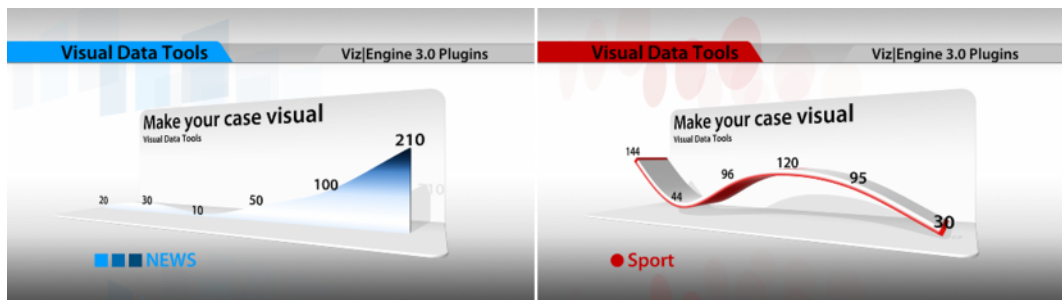 Visual Data Tools
Viz|Engine 3.0 Plugins
Make your case visual
Visual Data Tools
210
100
50
20
30
10
NEWS
Visual Data Tools
Viz|Engine 3.0 Plugins
Make your case visual
Visual Data Tools
144
120
96
95
44
30
Sport